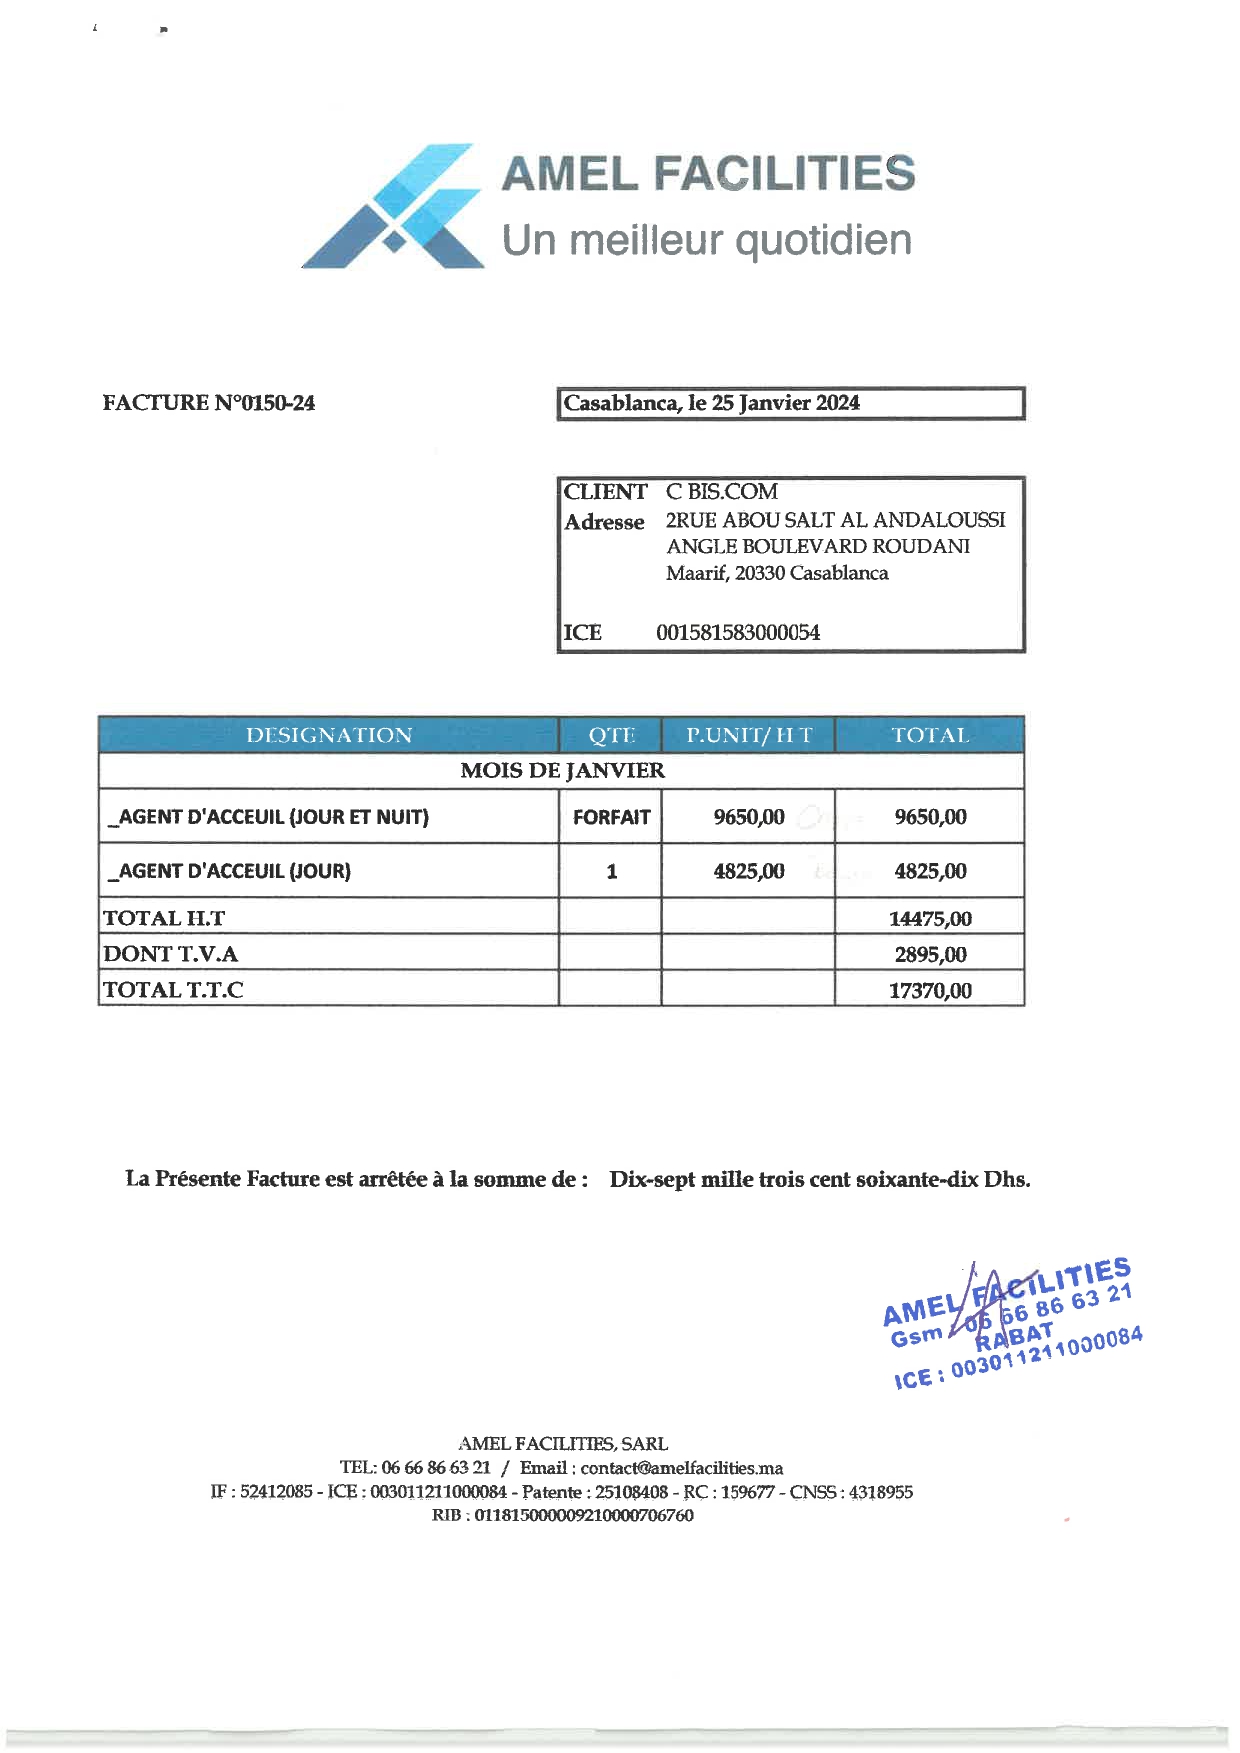 AMEL FACILITIES
Un meilleur quotidien
FACTURE N°0150-24
Casablanca, le 25 Janvier 2024
CLIENT C BIS.COM
Adresse 2RUE ABOU SALT AL ANDALOUSSI
ANGLE BOULEVARD ROUDANI
Maarif, 20330 Casablanca
ICE 001581583000054
DESIGNATION QTE P.UNIT/ H T TOTAL
MOIS DE JANVIER
_AGENT D'ACCEUIL (JOUR ET NUIT) FORFAIT 9650,00 9650,00
_AGENT D'ACCEUIL (JOUR) 1 4825,00 4825,00
TOTAL H.T 14475,00
DONT T.V.A 2895,00
TOTAL T.T.C 17370,00
La Présente Facture est arrêtée à la somme de : Dix-sept mille trois cent soixante-dix Dhs.
AMEL FACILITIES
Gsm : 06 66 86 63 21
RABAT
ICE : 003011211000084
AMEL FACILITIES, SARL
TEL: 06 66 86 63 21 / Email : contact@amelfacilities.ma
IF : 52412085 - ICE : 003011211000084 - Patente : 25108408 - RC : 159677 - CNSS : 4318955
RIB : 011815000009210000706760